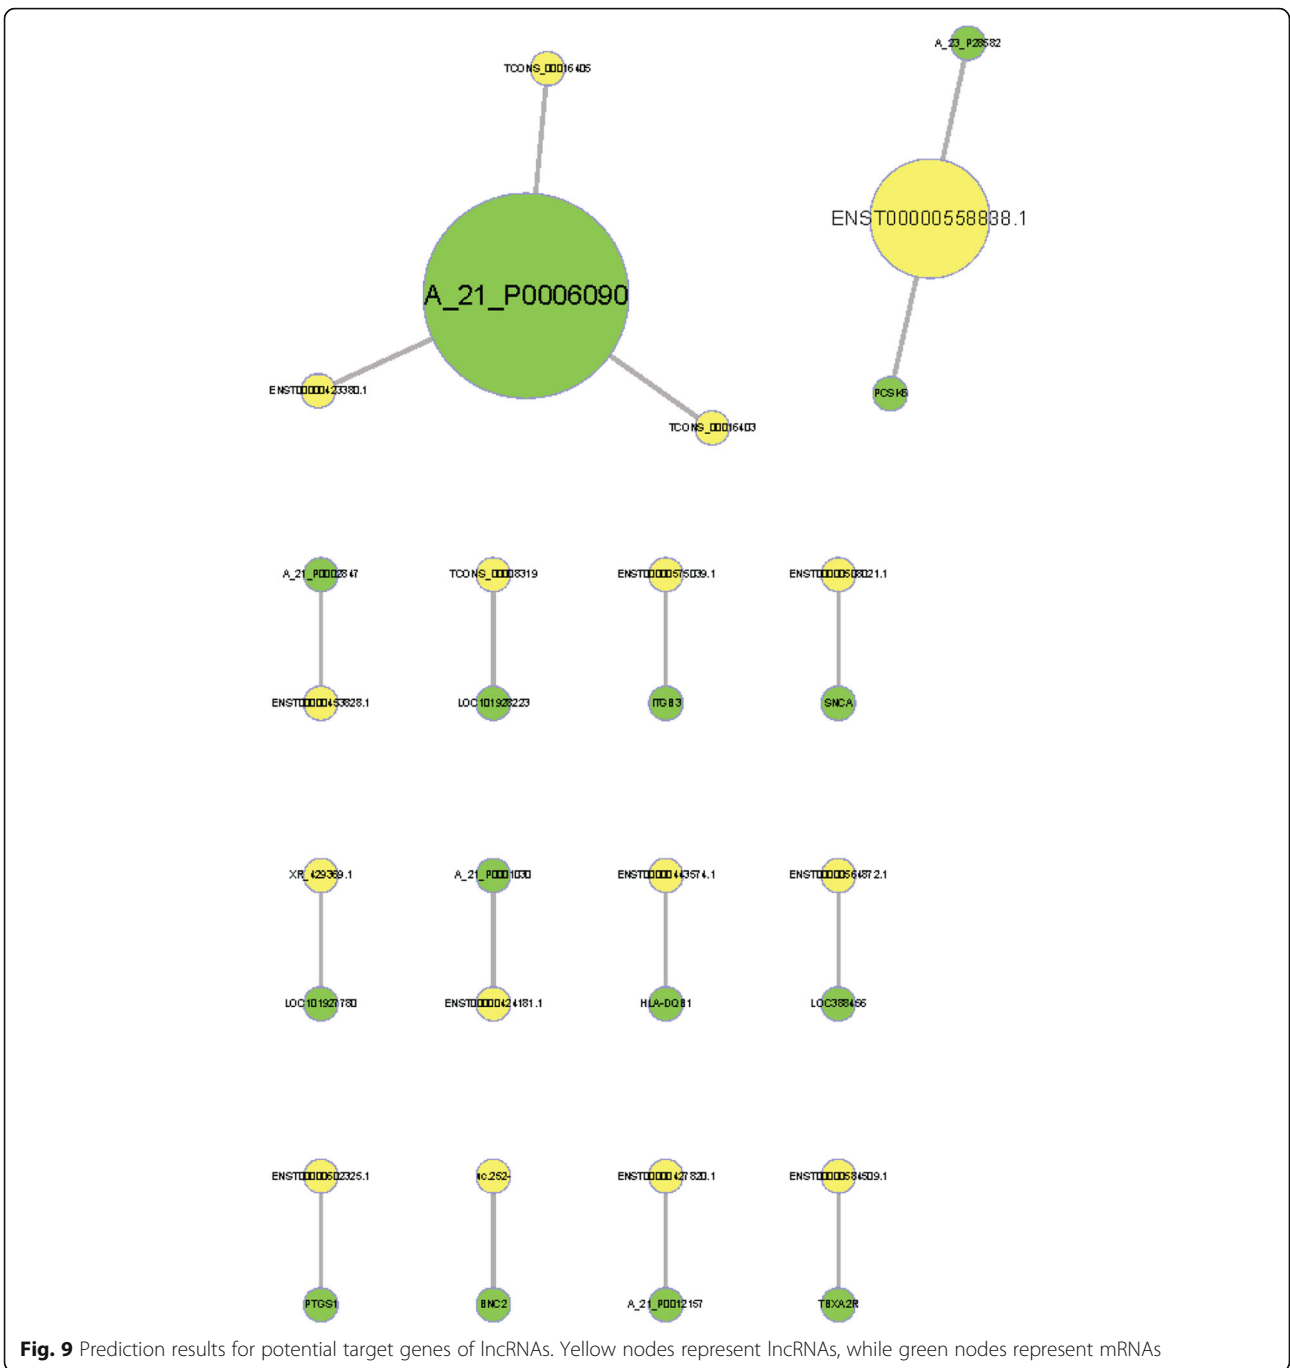 TCONS_00016405
A_23_P28582
ENST00000558838.1
A_21_P0006090
ENST00000423380.1
PCSK6
TCONS_00016403
A_21_P0002847
TCONS_00008319
ENST00000575039.1
ENST00000508021.1
ENST00000453828.1
LOC101928223
ITGB3
SNCA
XR_429369.1
A_21_P0001030
ENST00000443574.1
ENST00000564872.1
LOC101927780
ENST00000424181.1
HLA-DQB1
LOC388456
ENST00000602325.1
uc.252-
ENST00000427820.1
ENST00000584509.1
PTGS1
BNC2
A_21_P0012157
TBXA2R
Fig. 9 Prediction results for potential target genes of lncRNAs. Yellow nodes represent lncRNAs, while green nodes represent mRNAs